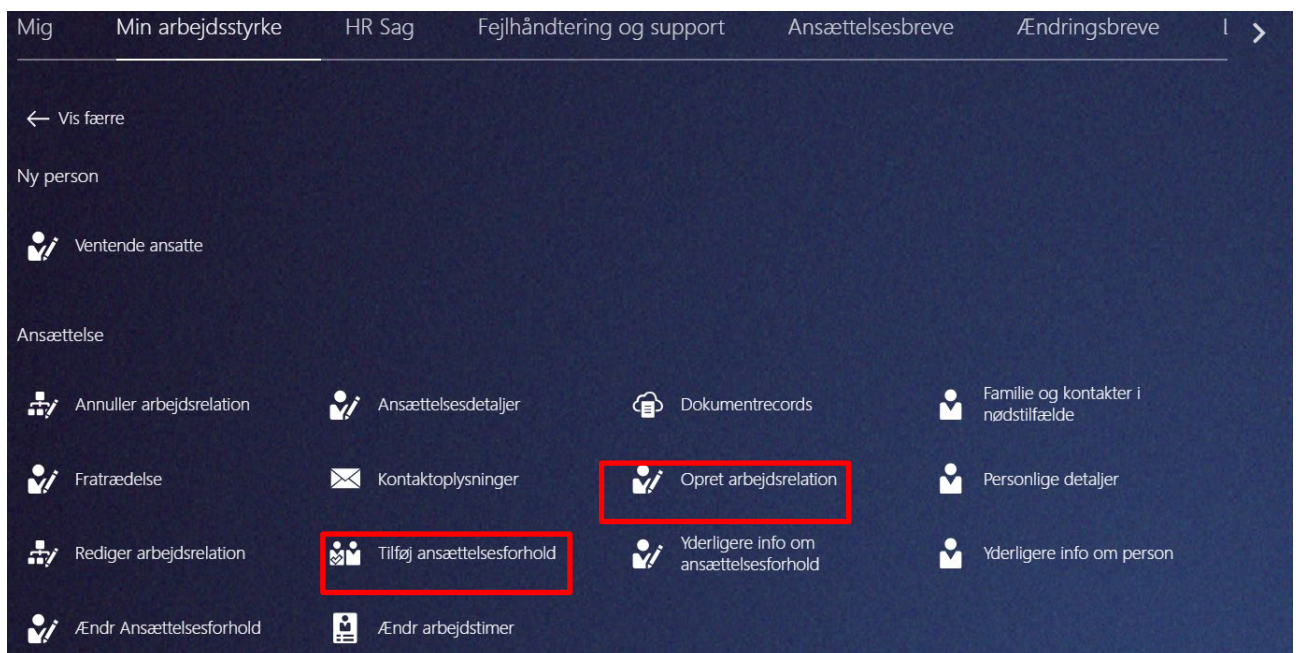 Mig Min arbejdsstyrke HR Sag Fejlhåndtering og support Ansættelsesbreve Ændringsbreve
Vis færre
Ny person
Ventende ansatte
Ansættelse
Annuller arbejdsrelation Ansættelsesdetaljer Dokumentrecords Familie og kontakter i
nødstilfælde
Fratrædelse Kontaktoplysninger Opret arbejdsrelation Personlige detaljer
Rediger arbejdsrelation Tilføj ansættelsesforhold Yderligere info om
ansættelsesforhold Yderligere info om person
Ændr Ansættelsesforhold Ændr arbejdstimer